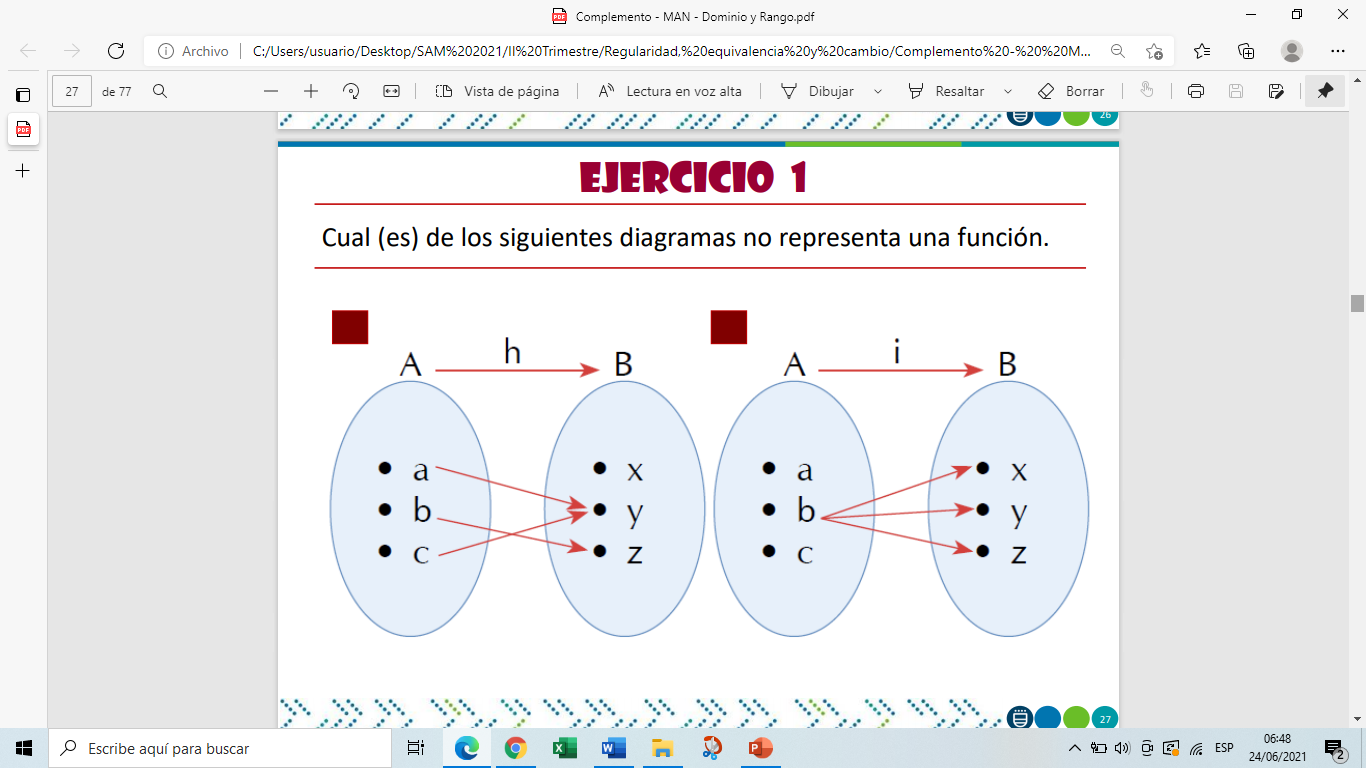 Complemento - MAN - Dominio y Rango.pdf
Archivo
C:/Users/usuario/Desktop/SAM%202021/II%20Trimestre/Regularidad,%20equivalencia%20y%20cambio/Complemento%20-%20%20M...
27 de 77
Vista de página
Lectura en voz alta
Dibujar
Resaltar
Borrar
26
EJERCICIO 1
Cual (es) de los siguientes diagramas no representa una función.
A h B
A i B
a x
b y
c z
a x
b y
c z
27
Escribe aquí para buscar
ESP
06:48
24/06/2021
2